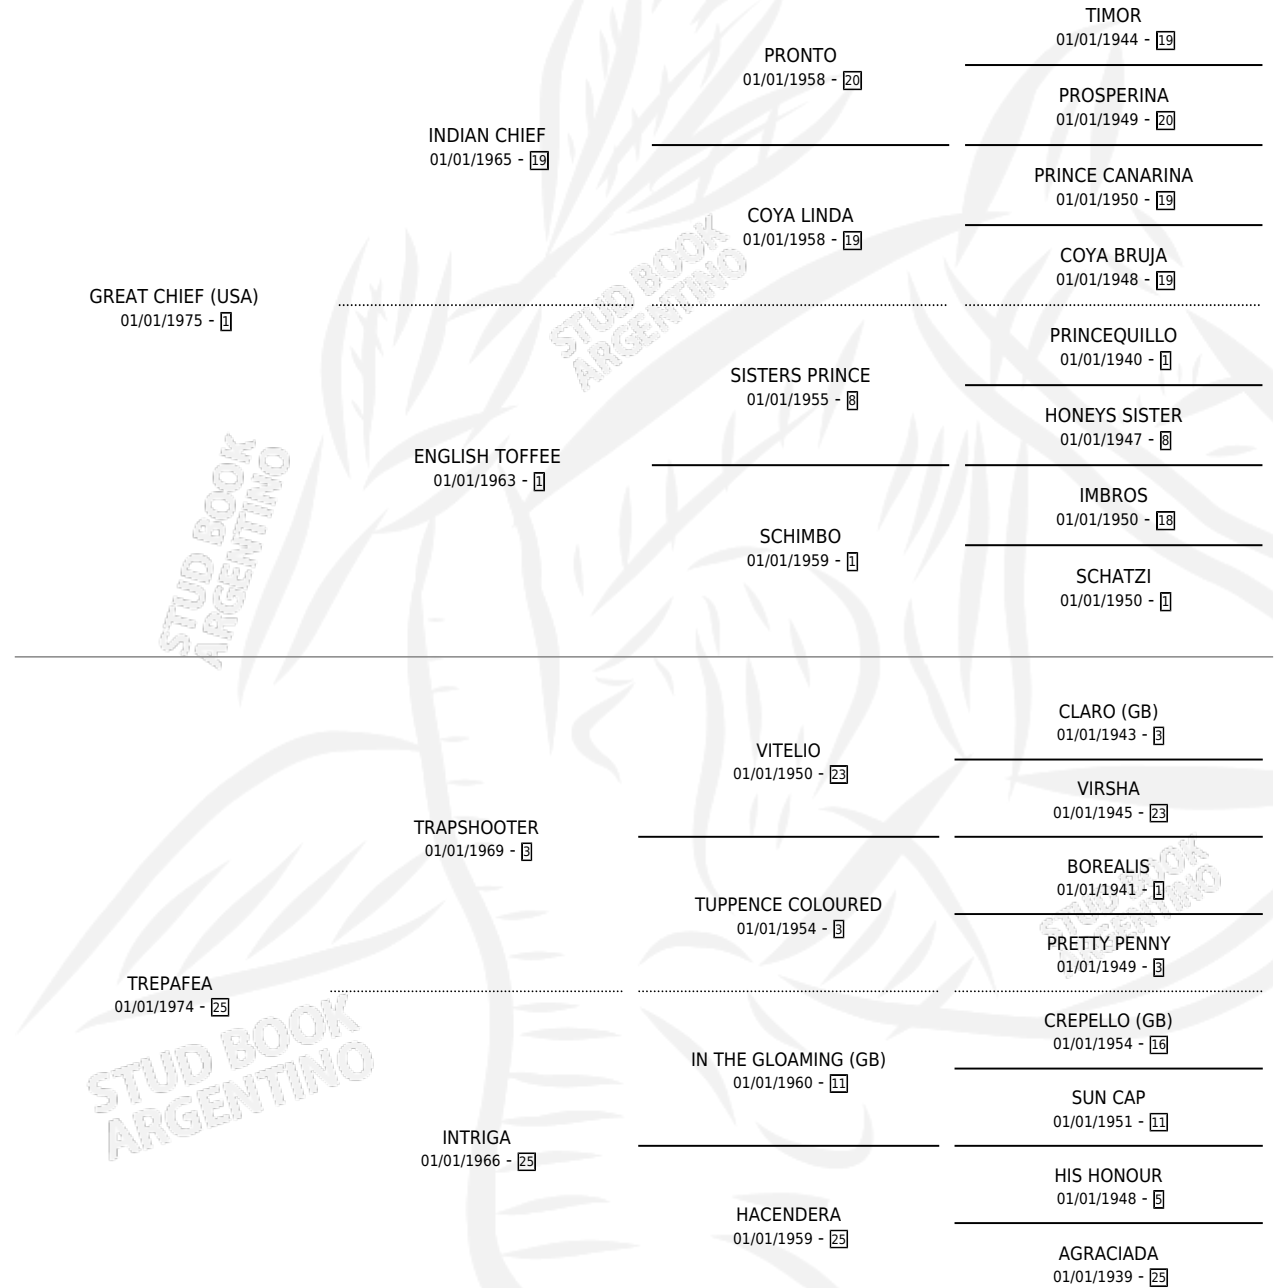 TIMOR
01/01/1944 - 19
PRONTO
01/01/1958 - 20
PROSPERINA
01/01/1949 - 20
INDIAN CHIEF
01/01/1965 - 19
PRINCE CANARINA
01/01/1950 - 19
COYA LINDA
01/01/1958 - 19
COYA BRUJA
01/01/1948 - 19
GREAT CHIEF (USA)
01/01/1975 - 1
STUD BOOK
ARGENTINO
PRINCEQUILLO
01/01/1940 - 1
SISTERS PRINCE
01/01/1955 - 8
HONEYS SISTER
01/01/1947 - 8
ENGLISH TOFFEE
01/01/1963 - 1
IMBROS
01/01/1950 - 18
SCHIMBO
01/01/1959 - 1
SCHATZI
01/01/1950 - 1
STUD BOOK
ARGENTINO
CLARO (GB)
01/01/1943 - 3
VITELIO
01/01/1950 - 23
VIRSHA
01/01/1945 - 23
TRAPSHOOTER
01/01/1969 - 3
BOREALIS
01/01/1941 - 1
TUPPENCE COLOURED
01/01/1954 - 3
PRETTY PENNY
01/01/1949 - 3
STUD BOOK
ARGENTINO
TREPAFEA
01/01/1974 - 25
CREPELLO (GB)
01/01/1954 - 16
IN THE GLOAMING (GB)
01/01/1960 - 11
SUN CAP
01/01/1951 - 11
STUD BOOK
ARGENTINO
INTRIGA
01/01/1966 - 25
HIS HONOUR
01/01/1948 - 5
HACENDERA
01/01/1959 - 25
AGRACIADA
01/01/1939 - 25